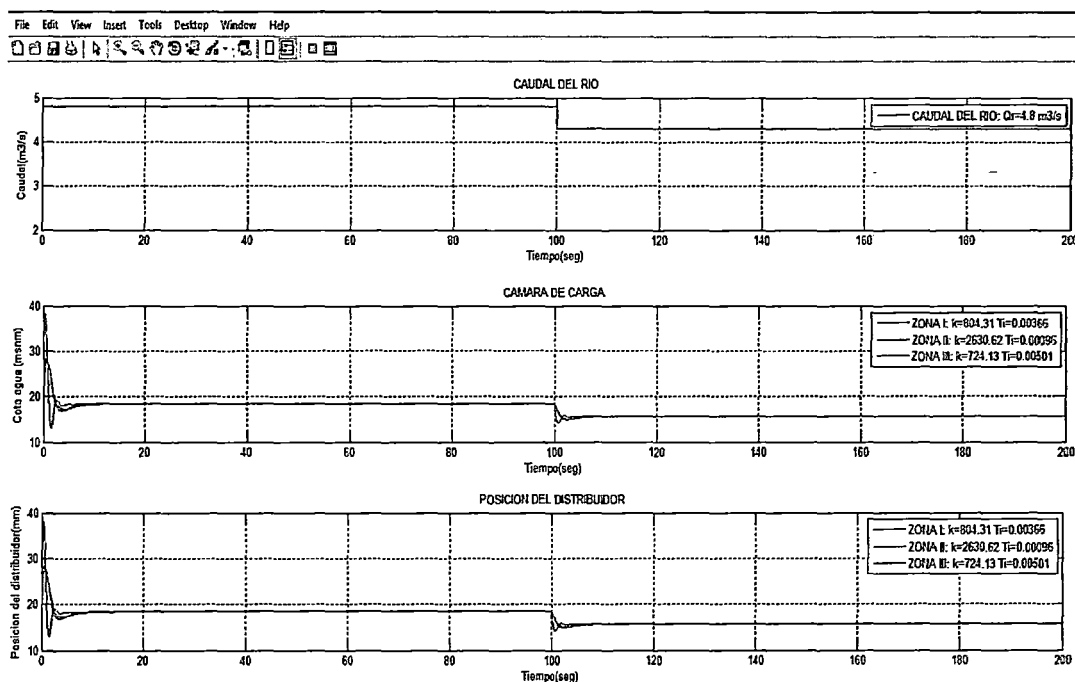 File Edit View Insert Tools Desktop Window Help
CAUDAL DEL RIO
5
4
3
2
Caudal(m3/s)
CAUDAL DEL RIO: Qr=4.8 m3/s
0 20 40 60 80 100 120 140 160 180 200
Tiempo(seg)
CAMARA DE CARGA
40
30
20
10
Cota agua (msnm)
ZONA I: k=804.31 Ti=0.00366
ZONA II: k=2630.62 Ti=0.00096
ZONA III: k=724.13 Ti=0.00501
0 20 40 60 80 100 120 140 160 180 200
Tiempo(seg)
POSICION DEL DISTRIBUIDOR
40
30
20
10
Posicion del distribuidor(mm)
ZONA I: k=804.31 Ti=0.00366
ZONA II: k=2630.62 Ti=0.00096
ZONA III: k=724.13 Ti=0.00501
0 20 40 60 80 100 120 140 160 180 200
Tiempo(seg)